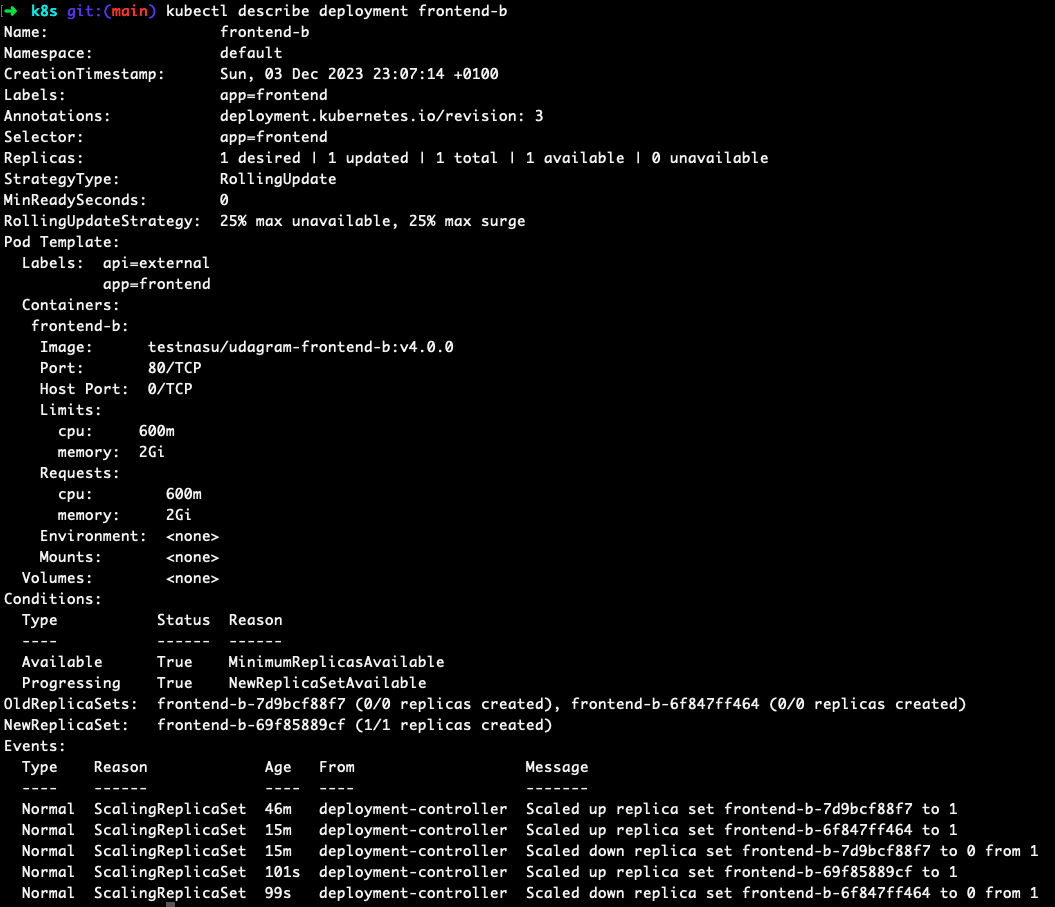 ➜  k8s git:(main) kubectl describe deployment frontend-b
Name:                   frontend-b
Namespace:              default
CreationTimestamp:      Sun, 03 Dec 2023 23:07:14 +0100
Labels:                 app=frontend
Annotations:            deployment.kubernetes.io/revision: 3
Selector:               app=frontend
Replicas:               1 desired | 1 updated | 1 total | 1 available | 0 unavailable
StrategyType:           RollingUpdate
MinReadySeconds:        0
RollingUpdateStrategy:  25% max unavailable, 25% max surge
Pod Template:
  Labels:  api=external
           app=frontend
  Containers:
   frontend-b:
    Image:      testnasu/udagram-frontend-b:v4.0.0
    Port:       80/TCP
    Host Port:  0/TCP
    Limits:
      cpu:     600m
      memory:  2Gi
    Requests:
      cpu:        600m
      memory:     2Gi
    Environment:  <none>
    Mounts:       <none>
  Volumes:        <none>
Conditions:
  Type           Status  Reason
  ----           ------  ------
  Available      True    MinimumReplicasAvailable
  Progressing    True    NewReplicaSetAvailable
OldReplicaSets:  frontend-b-7d9bcf88f7 (0/0 replicas created), frontend-b-6f847ff464 (0/0 replicas created)
NewReplicaSet:   frontend-b-69f85889cf (1/1 replicas created)
Events:
  Type    Reason             Age   From                   Message
  ----    ------             ----  ----                   -------
  Normal  ScalingReplicaSet  46m   deployment-controller  Scaled up replica set frontend-b-7d9bcf88f7 to 1
  Normal  ScalingReplicaSet  15m   deployment-controller  Scaled up replica set frontend-b-6f847ff464 to 1
  Normal  ScalingReplicaSet  15m   deployment-controller  Scaled down replica set frontend-b-7d9bcf88f7 to 0 from 1
  Normal  ScalingReplicaSet  101s  deployment-controller  Scaled up replica set frontend-b-69f85889cf to 1
  Normal  ScalingReplicaSet  99s   deployment-controller  Scaled down replica set frontend-b-6f847ff464 to 0 from 1